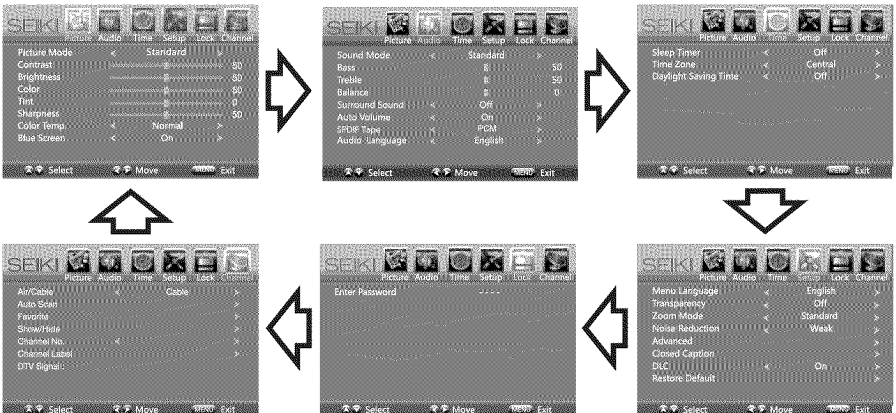 SEIKI
Picture Audio Time Setup Lock Channel
Picture Mode < Standard >
Contrast 50
Brightness 50
Color 50
Tint 0
Sharpness 50
Color Temp. < Normal >
Blue Screen < On >
Select Move MENU Exit
SEIKI
Picture Audio Time Setup Lock Channel
Sound Mode < Standard >
Bass 50
Treble 50
Balance 0
Surround Sound < Off >
Auto Volume < On >
SPDIF Tape < PCM >
Audio Language < English >
Select Move MENU Exit
SEIKI
Picture Audio Time Setup Lock Channel
Sleep Timer < Off >
Time Zone < Central >
Daylight Saving Time < Off >
Select Move MENU Exit
SEIKI
Picture Audio Time Setup Lock Channel
Air/Cable < Cable >
Auto Scan >
Favorite >
Show/Hide >
Channel No. < >
Channel Label >
DTV Signal :
Select Move MENU Exit
SEIKI
Picture Audio Time Setup Lock Channel
Enter Password - - - -
Select Move MENU Exit
SEIKI
Picture Audio Time Setup Lock Channel
Menu Language < English >
Transparency < Off >
Zoom Mode < Standard >
Noise Reduction < Weak >
Advanced >
Closed Caption >
DLC < On >
Restore Default >
Select Move MENU Exit